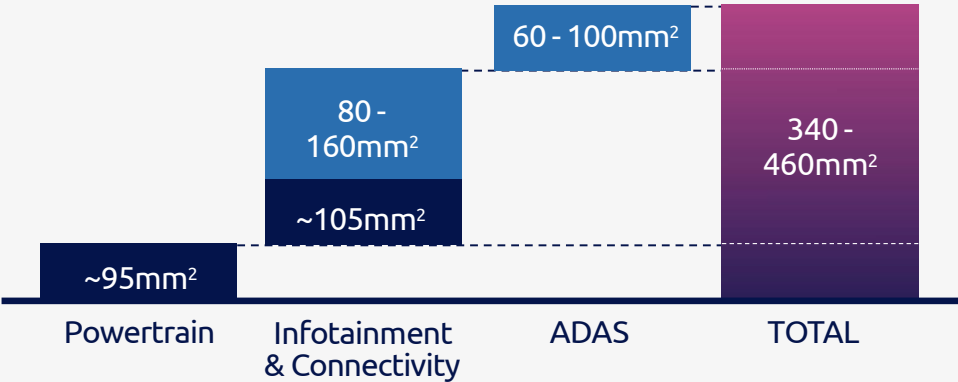 60 - 100mm²
80 -
160mm²
340 -
460mm²
~105mm²
~95mm²
Powertrain
Infotainment
& Connectivity
ADAS
TOTAL